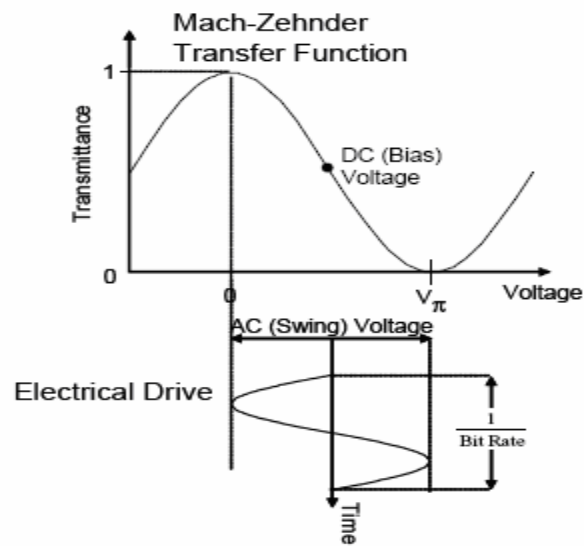 Mach-Zehnder
Transfer Function
1
Transmittance
DC (Bias)
Voltage
0
0
Vπ
Voltage
AC (Swing) Voltage
Electrical Drive
1
Bit Rate
Time